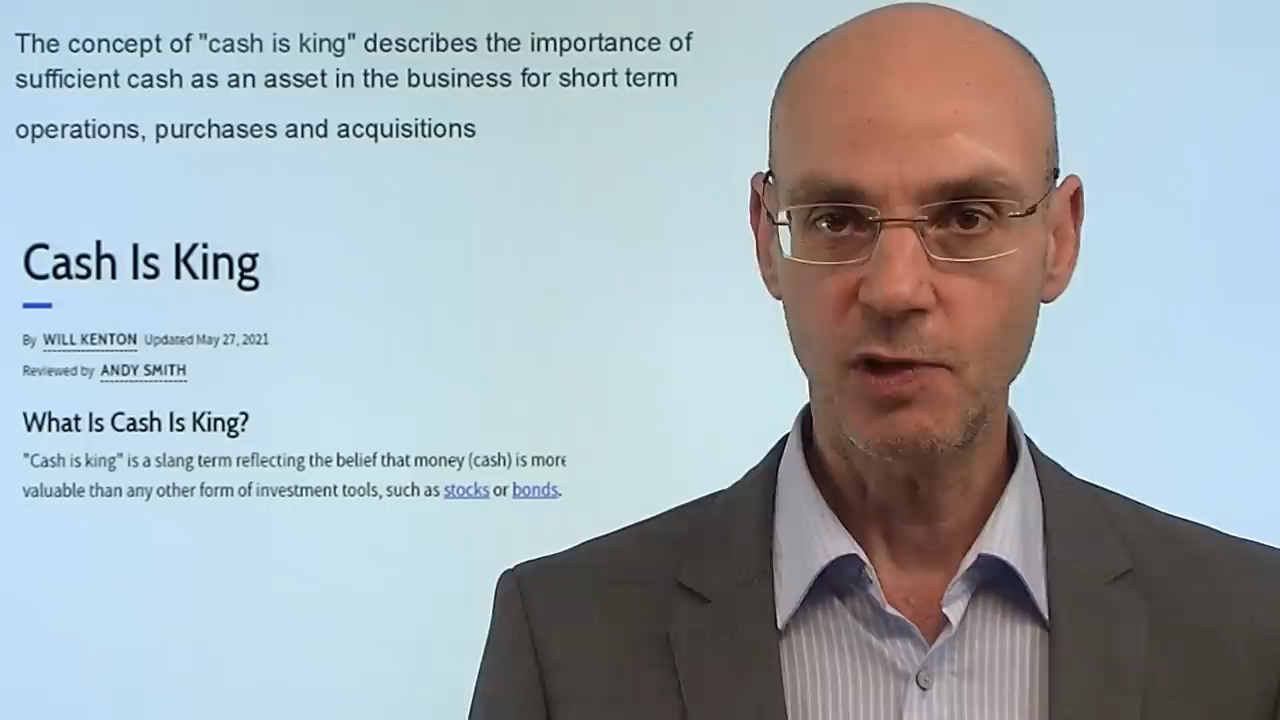 The concept of "cash is king" describes the importance of
sufficient cash as an asset in the business for short term
operations, purchases and acquisitions
Cash Is King
By WILL KENTON Updated May 27, 2021
Reviewed by ANDY SMITH
What Is Cash Is King?
"Cash is king" is a slang term reflecting the belief that money (cash) is more
valuable than any other form of investment tools, such as stocks or bonds.